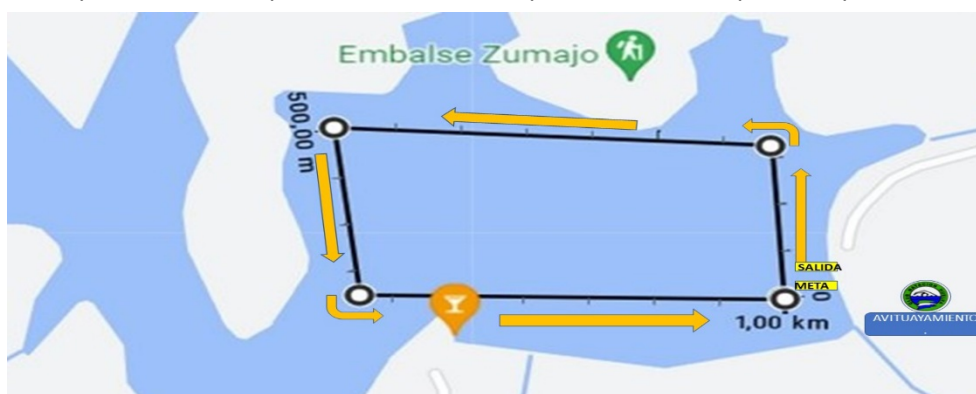 Embalse Zumajo
500,00 m
SALIDA
META
0
1,00 km
AVITUAYAMIENTO
.